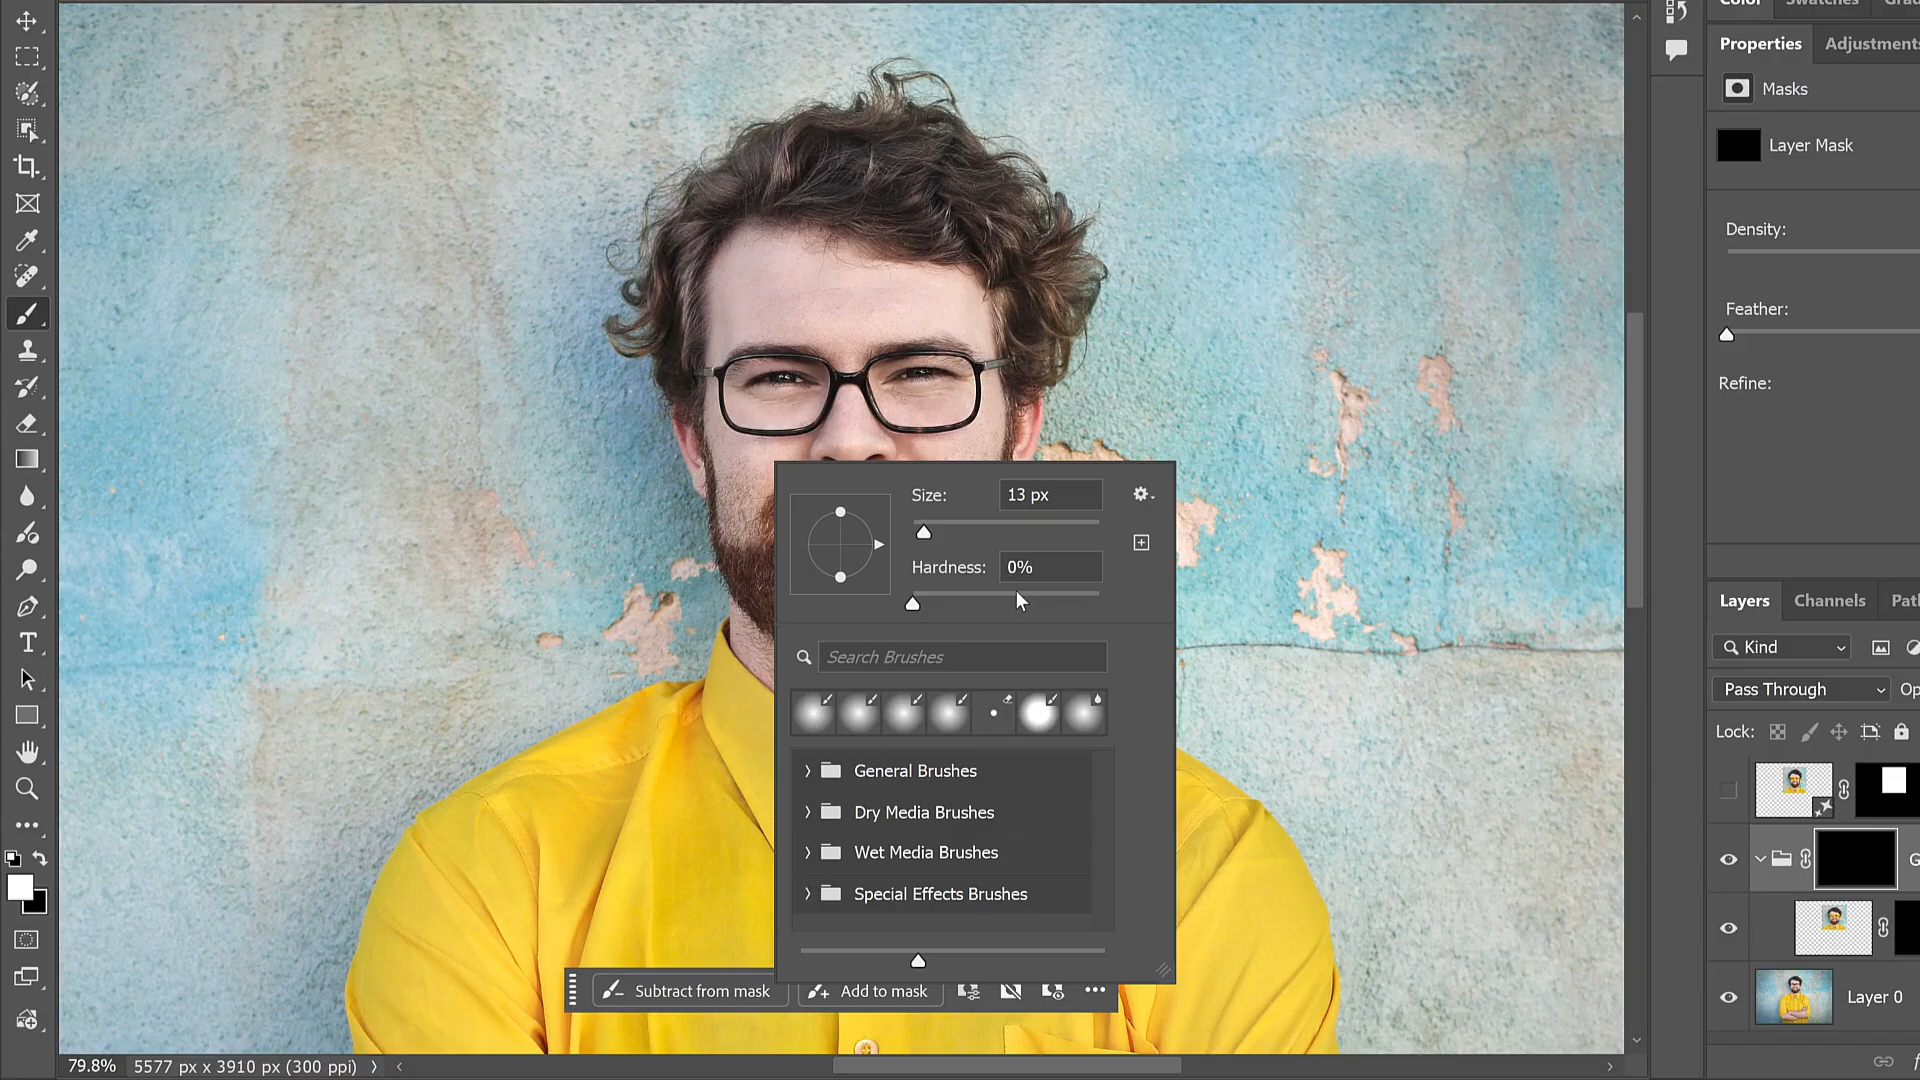 Color Swatches
Properties Adjustments
Masks
Layer Mask
Density:
Feather:
Refine:
Size: 13 px
Hardness: 0%
Search Brushes
General Brushes
Dry Media Brushes
Wet Media Brushes
Special Effects Brushes
Subtract from mask Add to mask
Layers Channels Pat
Kind
Pass Through Op
Lock:
G
Layer 0
79.8% 5577 px x 3910 px (300 ppi)